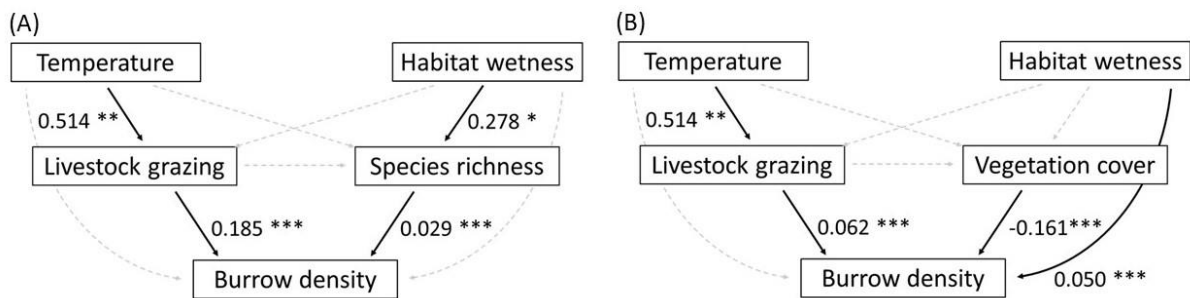 (A)
Temperature
Habitat wetness
0.514 **
0.278 *
Livestock grazing
Species richness
0.185 ***
0.029 ***
Burrow density
(B)
Temperature
Habitat wetness
0.514 **
Livestock grazing
Vegetation cover
0.062 ***
-0.161***
Burrow density
0.050 ***